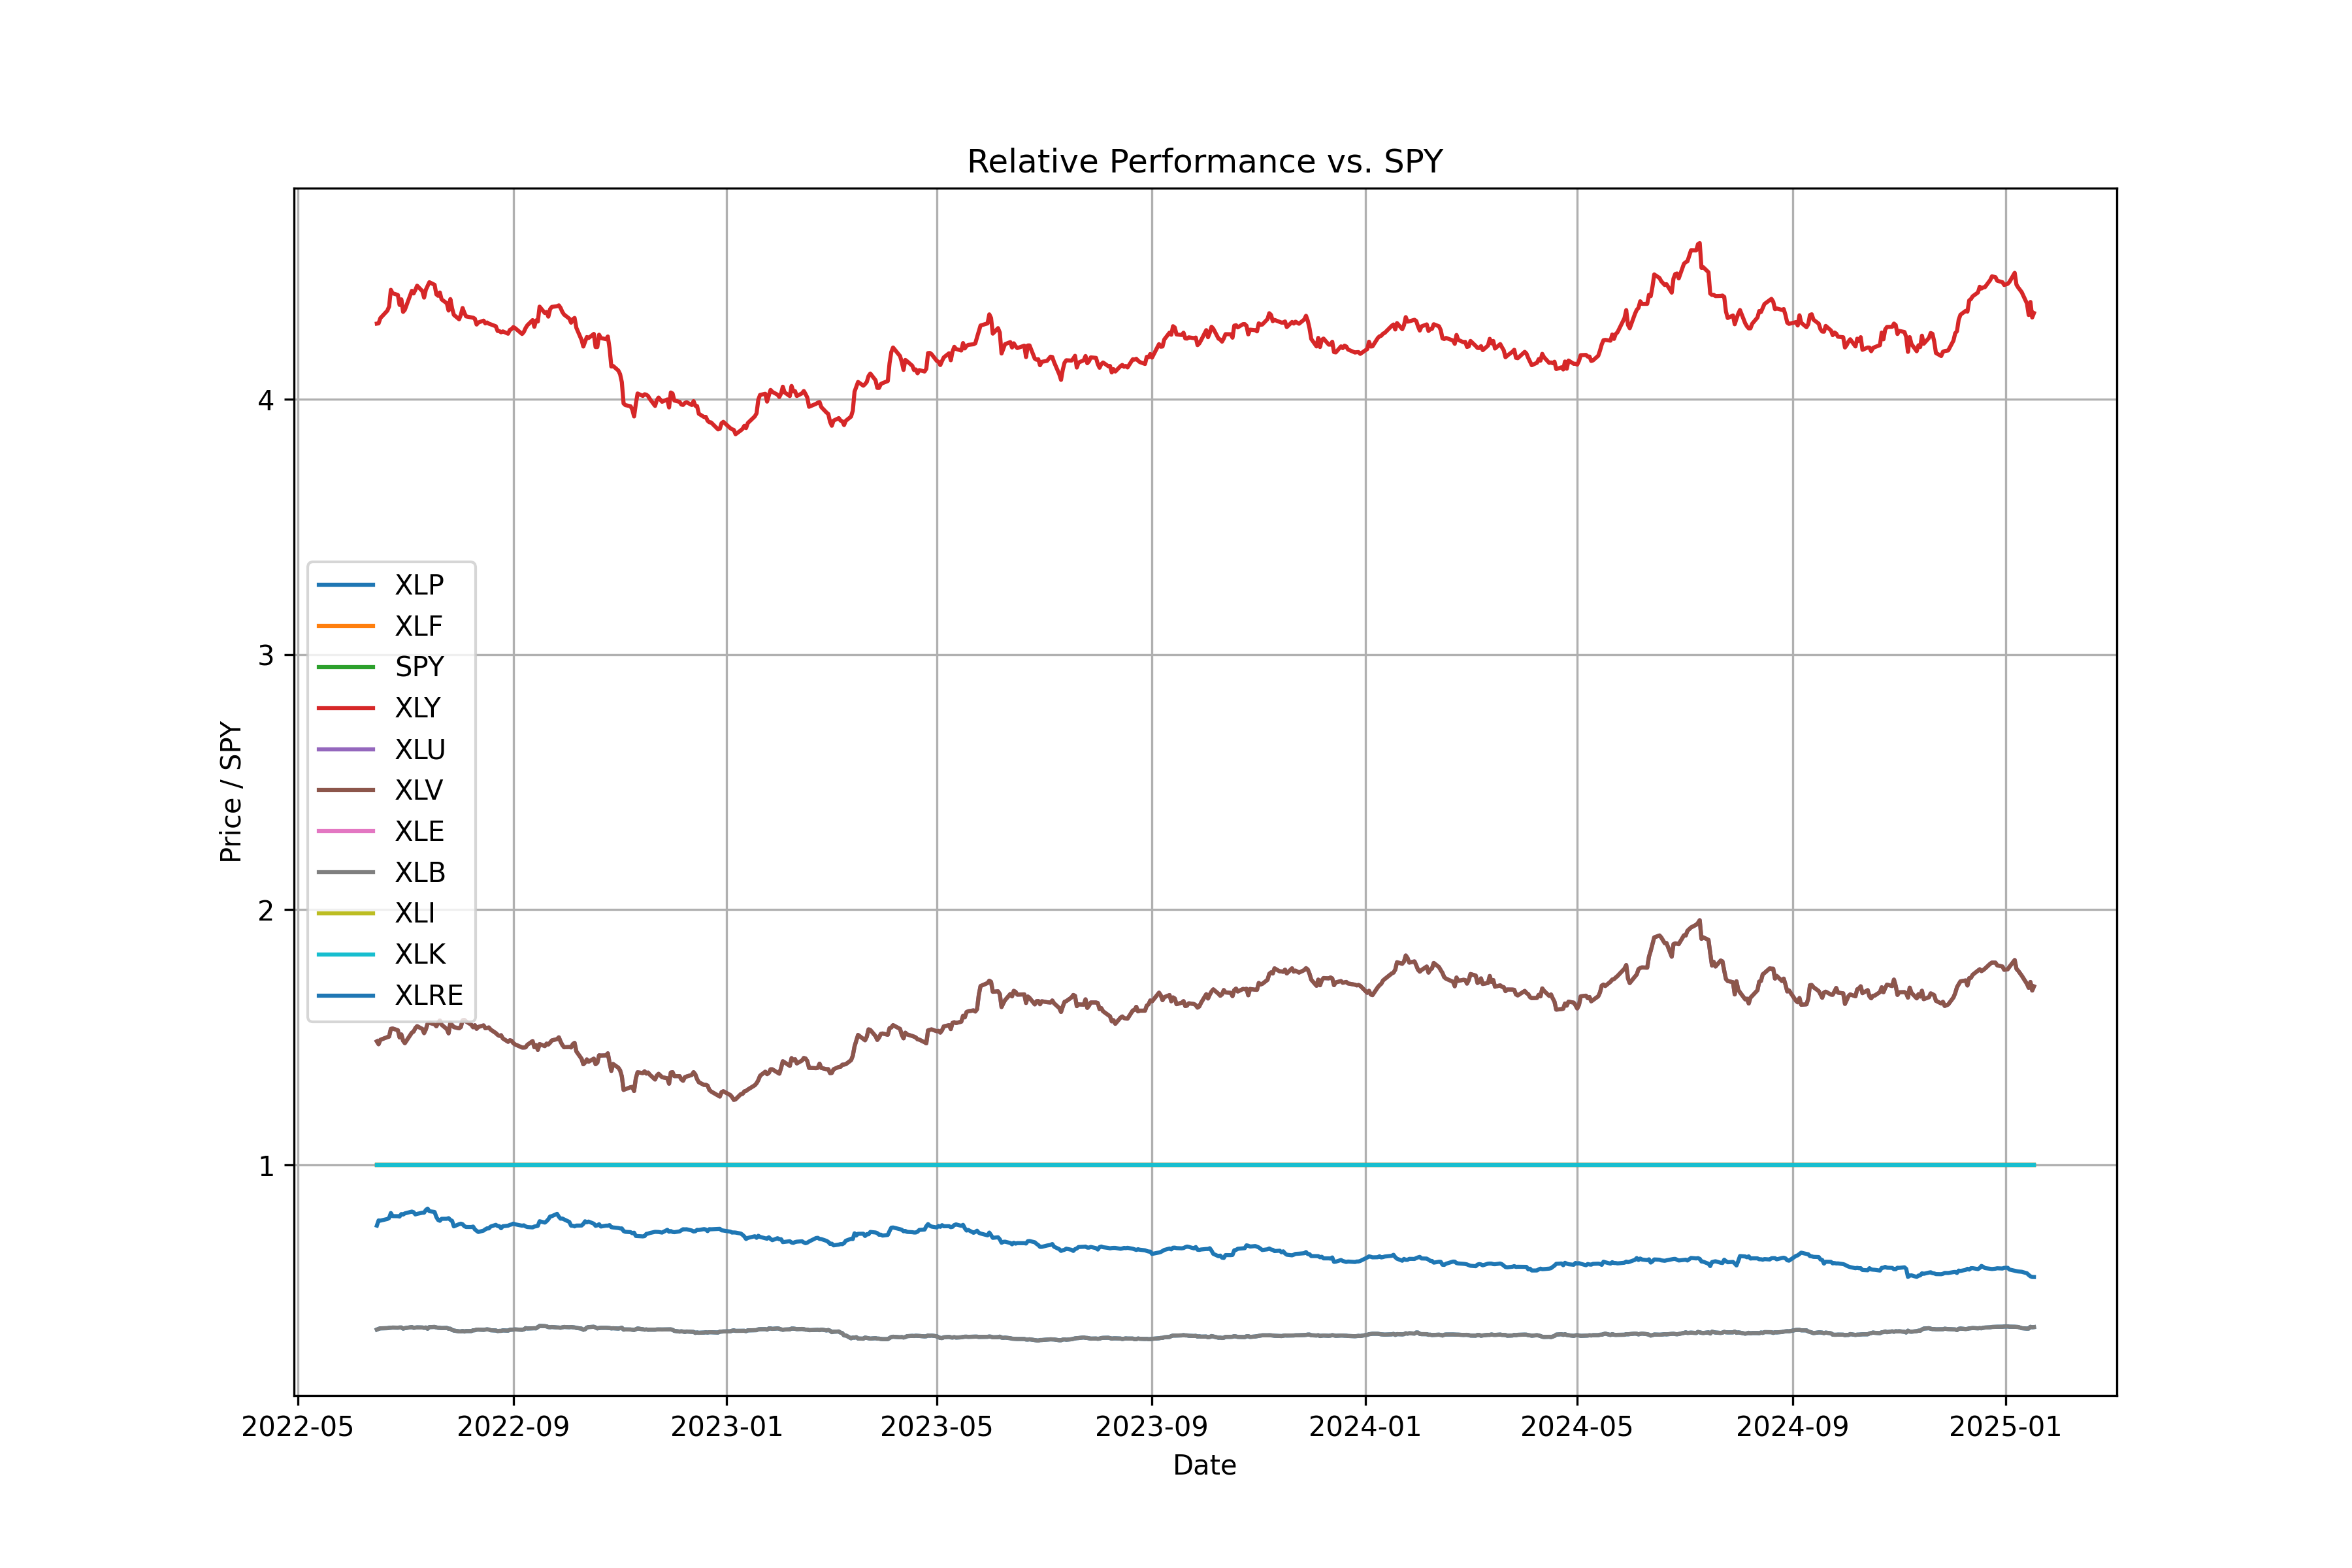 Relative Performance vs. SPY
Price / SPY
4
3
2
1
XLP
XLF
SPY
XLY
XLU
XLV
XLE
XLB
XLI
XLK
XLRE
2022-05 2022-09 2023-01 2023-05 2023-09 2024-01 2024-05 2024-09 2025-01
Date